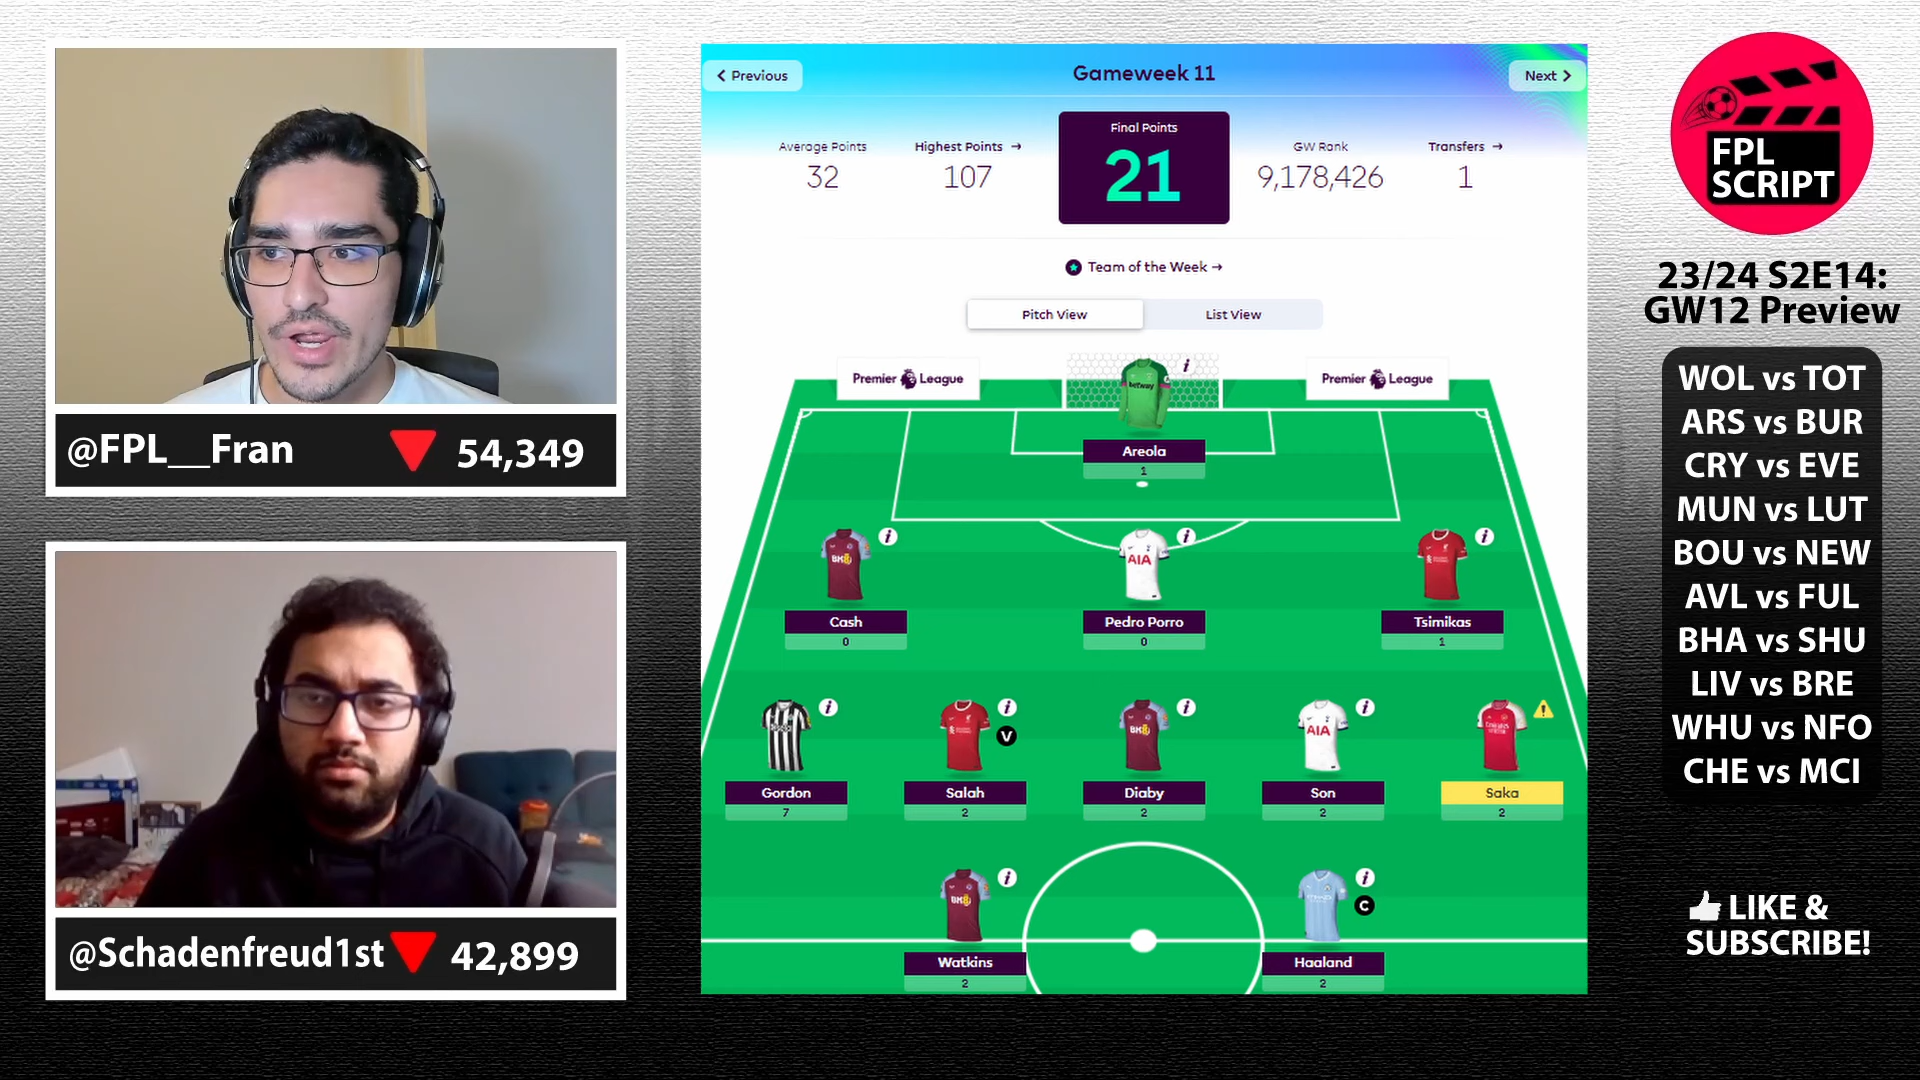 @FPL__Fran 54,349
@Schadenfreud1st 42,899
Previous
Gameweek 11
Next
Average Points
32
Highest Points →
107
Final Points
21
GW Rank
9,178,426
Transfers →
1
Team of the Week →
Pitch View
List View
Premier League
Premier League
betway
Areola
1
AIA
Cash
0
Pedro Porro
0
Tsimikas
1
V
AIA
Gordon
7
Salah
2
Diaby
2
Son
2
Saka
2
C
Watkins
2
Haaland
2
FPL
SCRIPT
23/24 S2E14:
GW12 Preview
WOL vs TOT
ARS vs BUR
CRY vs EVE
MUN vs LUT
BOU vs NEW
AVL vs FUL
BHA vs SHU
LIV vs BRE
WHU vs NFO
CHE vs MCI
LIKE &
SUBSCRIBE!